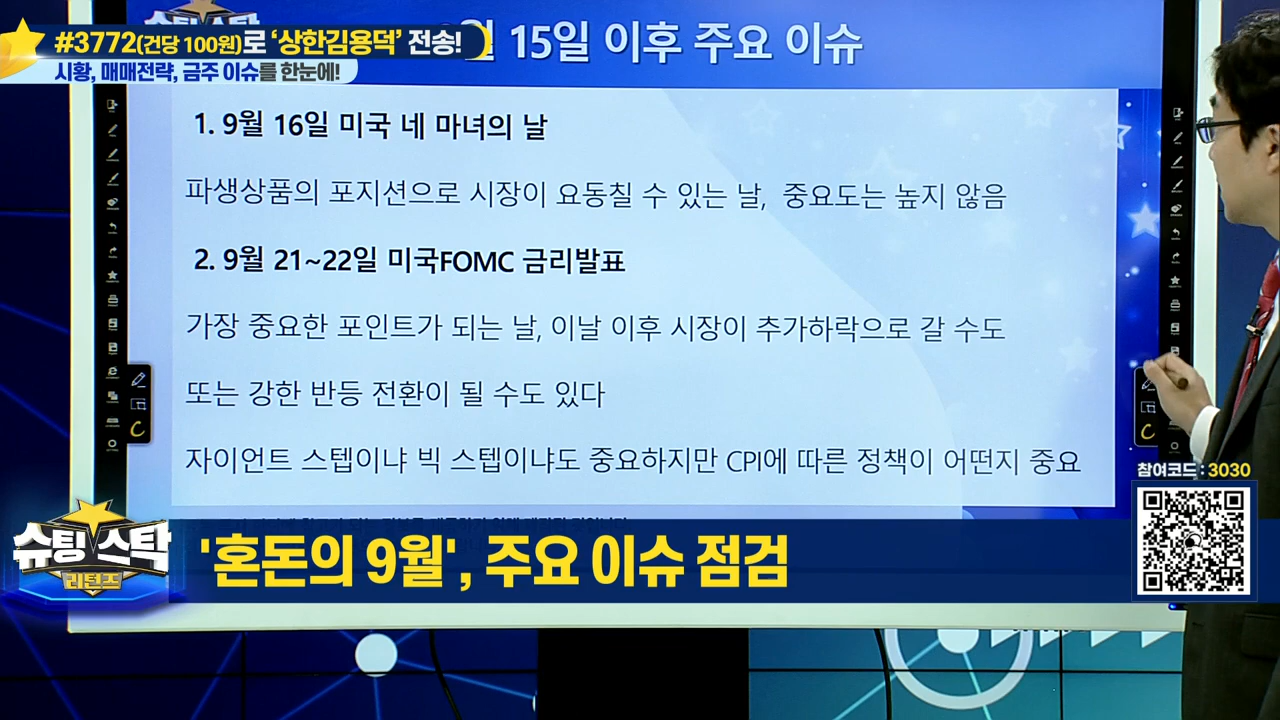 #3772(건당 100원)로 '상한김용덕' 전송!
시황, 매매전략, 금주 이슈를 한눈에!
월 15일 이후 주요 이슈
1. 9월 16일 미국 네 마녀의 날
파생상품의 포지션으로 시장이 요동칠 수 있는 날, 중요도는 높지 않음
2. 9월 21~22일 미국FOMC 금리발표
가장 중요한 포인트가 되는 날, 이날 이후 시장이 추가하락으로 갈 수도
또는 강한 반등 전환이 될 수도 있다
자이언트 스텝이냐 빅 스텝이냐도 중요하지만 CPI에 따른 정책이 어떤지 중요
참여코드 : 3030
슈팅 스탁
리턴즈
'혼돈의 9월', 주요 이슈 점검